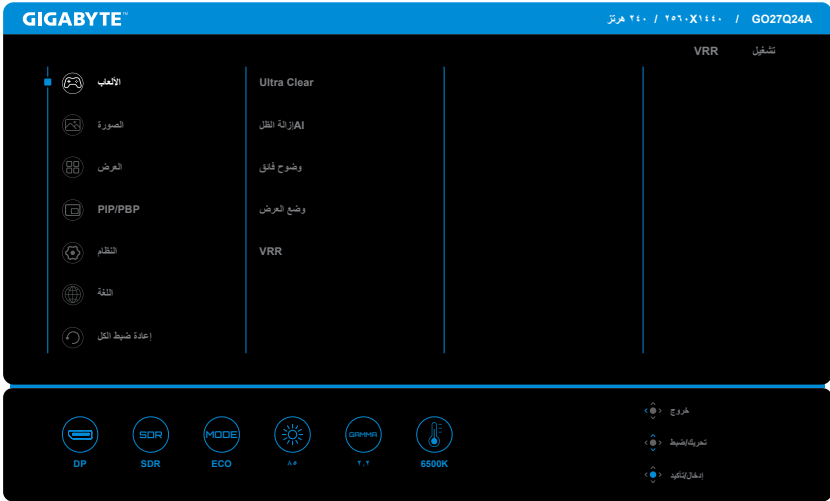 GIGABYTE™
٢٥٦٠X١٤٤٠ / ٢٤٠ هرتز / GO27Q24A
VRR تشغيل
الألعاب
الصورة
العرض
PIP/PBP
النظام
اللغة
إعادة ضبط الكل
Ultra Clear
AIإزالة الظل
وضوح فائق
وضع العرض
VRR
خروج
تحريك/ضبط
إدخال/تأكيد
SDR
MODE
GAMMA
DP
SDR
ECO
٨٥
٢,٢
6500K